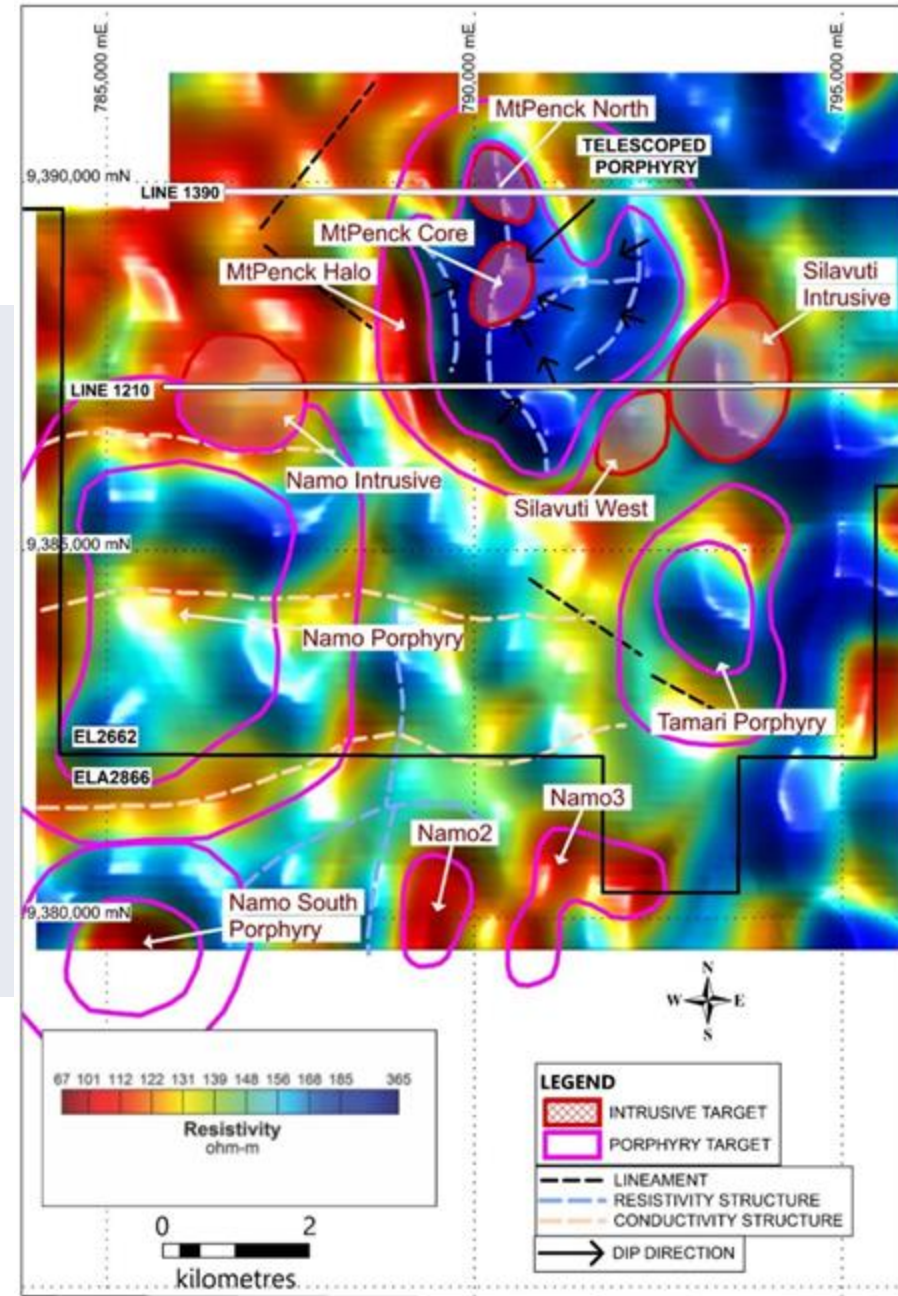 785,000 mE
790,000 mE
795,000 mE
MtPenck North
TELESCOPED
PORPHYRY
9,390,000 mN
LINE 1390
MtPenck Core
MtPenck Halo
Silavuti
Intrusive
LINE 1210
Namo Intrusive
Silavuti West
9,385,000 mN
Namo Porphyry
Tamari Porphyry
EL2662
ELA2866
Namo3
Namo2
Namo South
Porphyry
9,380,000 mN
N
W E
S
67 101 112 122 131 139 148 156 168 185 365
Resistivity
ohm-m
0 2
kilometres
LEGEND
INTRUSIVE TARGET
PORPHYRY TARGET
LINEAMENT
RESISTIVITY STRUCTURE
CONDUCTIVITY STRUCTURE
DIP DIRECTION